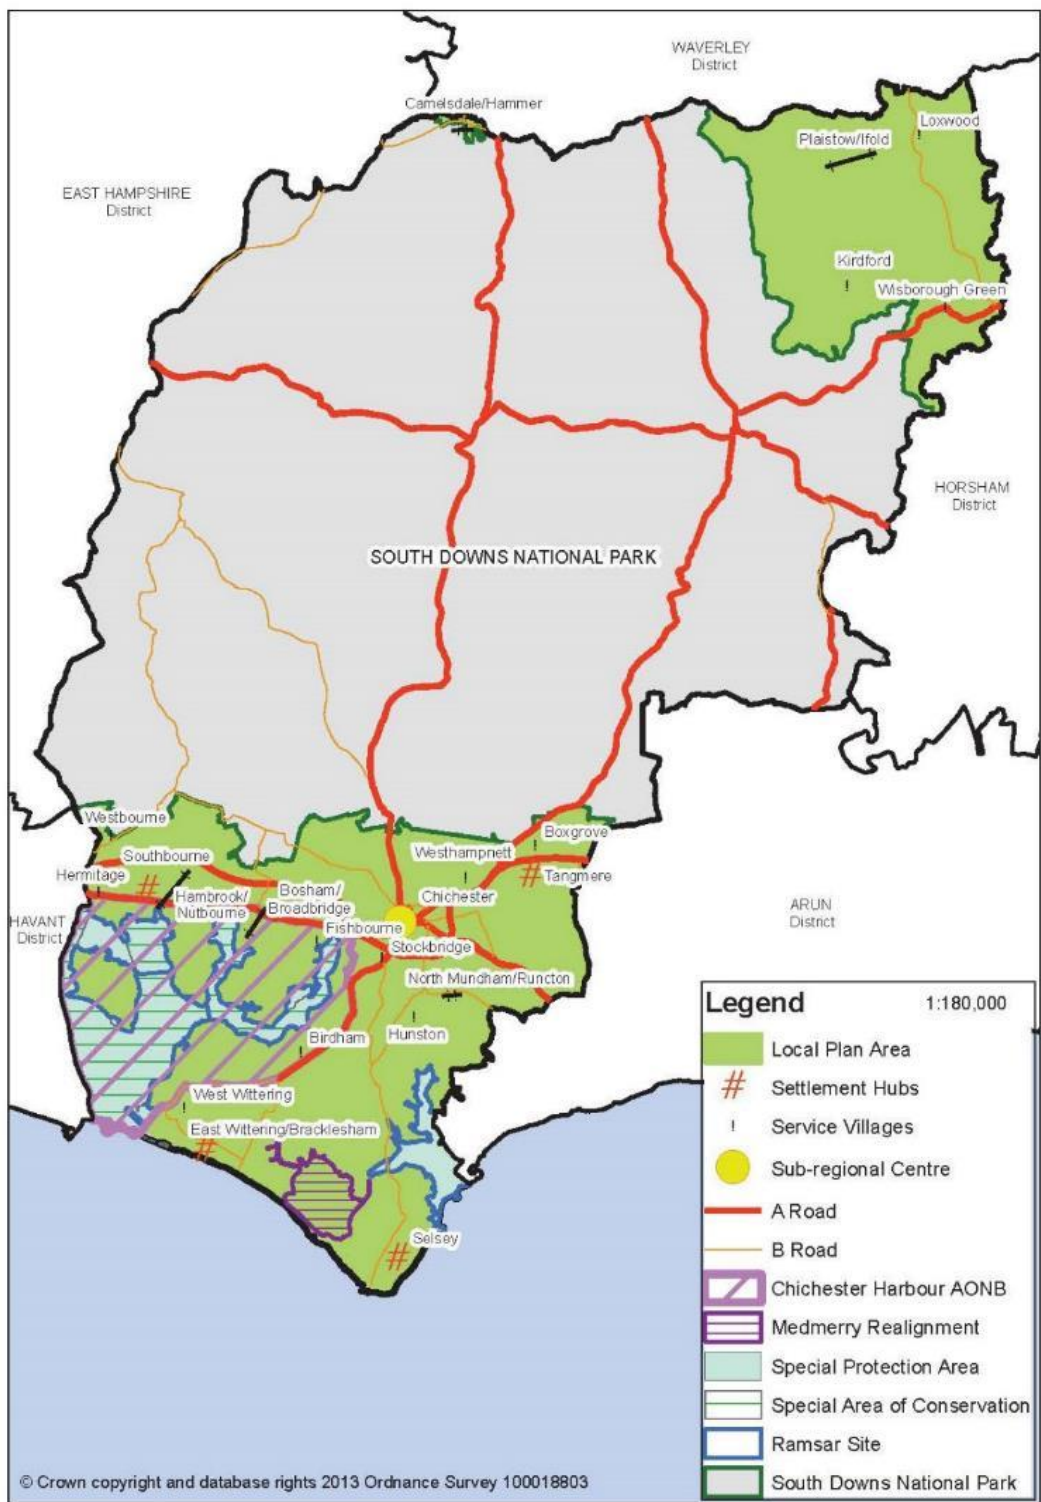 WAVERLEY
District
Camelsdale/Hammer
Loxwood
Plaistow/Ifold
EAST HAMPSHIRE
District
Kirdford
Wisborough Green
HORSHAM
District
SOUTH DOWNS NATIONAL PARK
Westbourne
Boxgrove
Southbourne
Westhampnett
Hermitage
Tangmere
Hambrook/
Nutbourne
Bosham/
Broadbridge
Chichester
HAVANT
District
Fishbourne
ARUN
District
Stockbridge
North Mundham/Runcton
Birdham
Hunston
West Wittering
East Wittering/Bracklesham
Selsey
Legend 1:180,000
Local Plan Area
# Settlement Hubs
! Service Villages
Sub-regional Centre
A Road
B Road
Chichester Harbour AONB
Medmerry Realignment
Special Protection Area
Special Area of Conservation
Ramsar Site
South Downs National Park
© Crown copyright and database rights 2013 Ordnance Survey 100018803